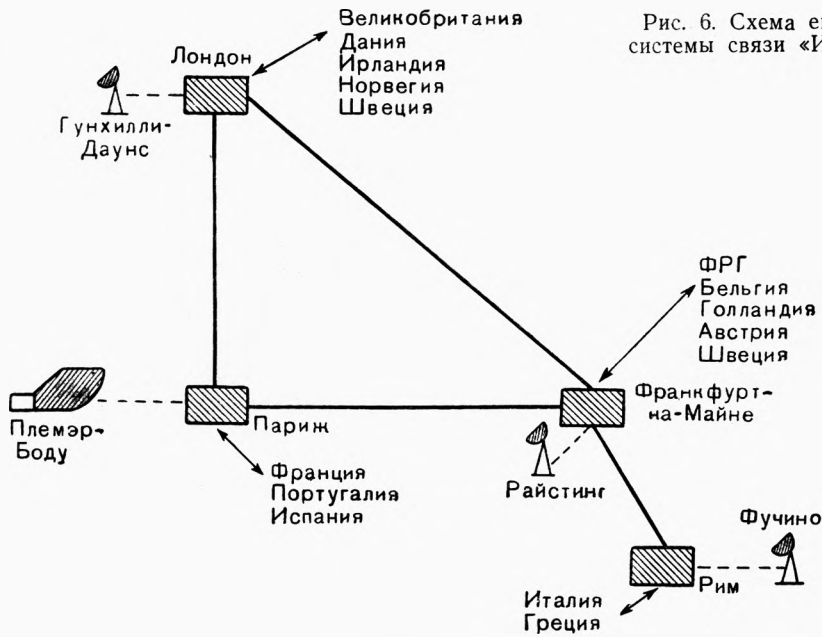 Рис. 6. Схема
системы связи
Великобритания
Дания
Ирландия
Норвегия
Швеция
Лондон
Гунхилли-
Даунс
ФРГ
Бельгия
Голландия
Австрия
Швеция
Франкфурт-
на-Майне
Племэр-
Боду
Париж
Франция
Португалия
Испания
Райстинг
Фучино
Рим
Италия
Греция